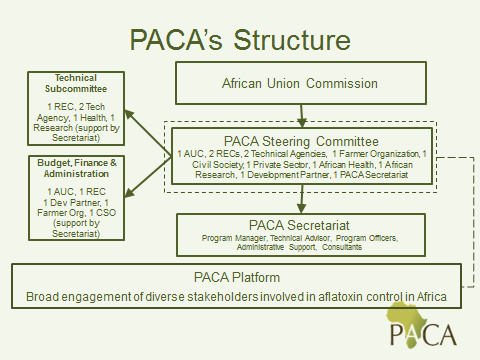 PACA's Structure
Technical
Subcommittee
1 REC, 2 Tech
Agency, 1 Health, 1
Research (support by
Secretariat)
African Union Commission
PACA Steering Committee
1 AUC, 2 RECs, 2 Technical Agencies, 1 Farmer Organization, 1
Civil Society, 1 Private Sector, 1 African Health, 1 African
Research, 1 Development Partner, 1 PACA Secretariat
Budget, Finance &
Administration
1 AUC, 1 REC
1 Dev Partner, 1
Farmer Org, 1 CSO
(support by
Secretariat)
PACA Secretariat
Program Manager, Technical Advisor, Program Officers,
Administrative Support, Consultants
PACA Platform
Broad engagement of diverse stakeholders involved in aflatoxin control in Africa
PACA